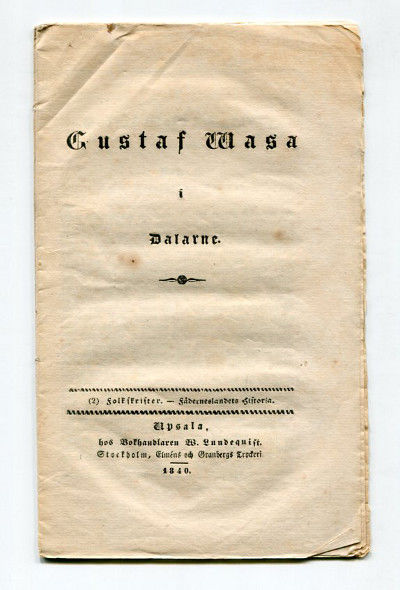 Gustaf Wasa
i
Dalarne.
(2) Folkskrifter. — Fäderneslandets Historia.
Upsala,
hos Bokhandlaren W. Lundequist.
Stockholm, Elméns och Granbergs Tryckeri
1840.